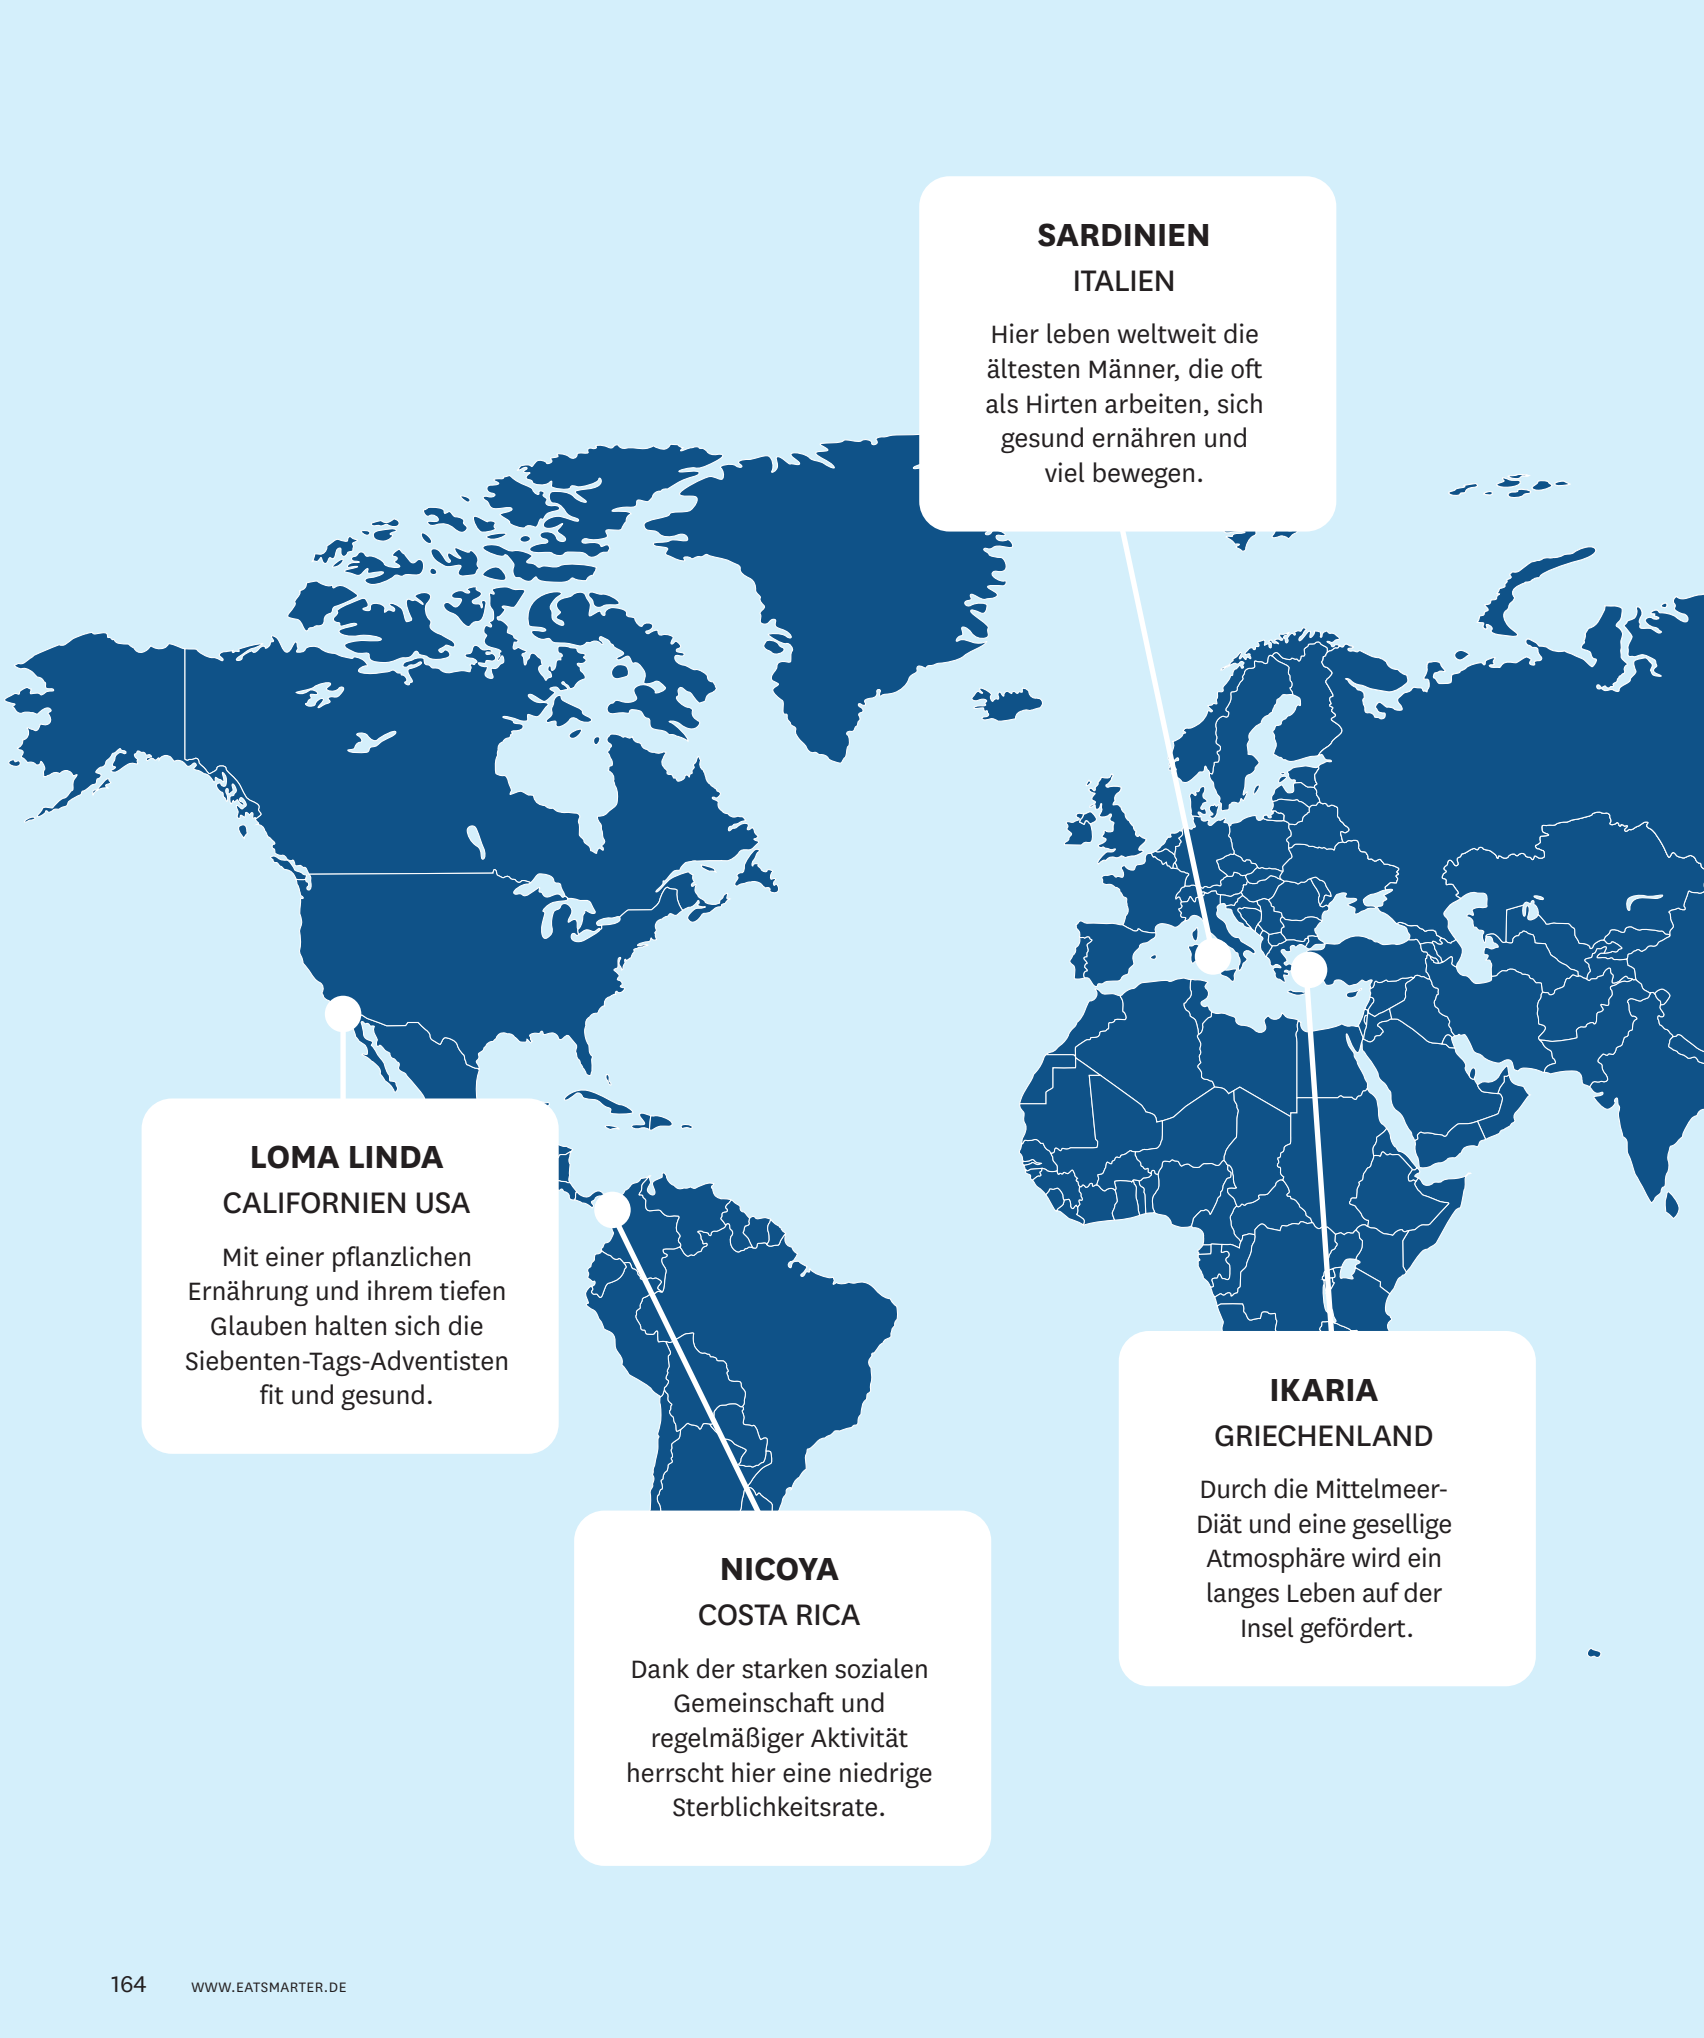 SARDINIEN
ITALIEN
Hier leben weltweit die
ältesten Männer, die oft
als Hirten arbeiten, sich
gesund ernähren und
viel bewegen.
LOMA LINDA
CALIFORNIEN USA
Mit einer pflanzlichen
Ernährung und ihrem tiefen
Glauben halten sich die
Siebenten-Tags-Adventisten
fit und gesund.
IKARIA
GRIECHENLAND
Durch die Mittelmeer-
Diät und eine gesellige
Atmosphäre wird ein
langes Leben auf der
Insel gefördert.
NICOYA
COSTA RICA
Dank der starken sozialen
Gemeinschaft und
regelmäßiger Aktivität
herrscht hier eine niedrige
Sterblichkeitsrate.
164 WWW.EATSMARTER.DE